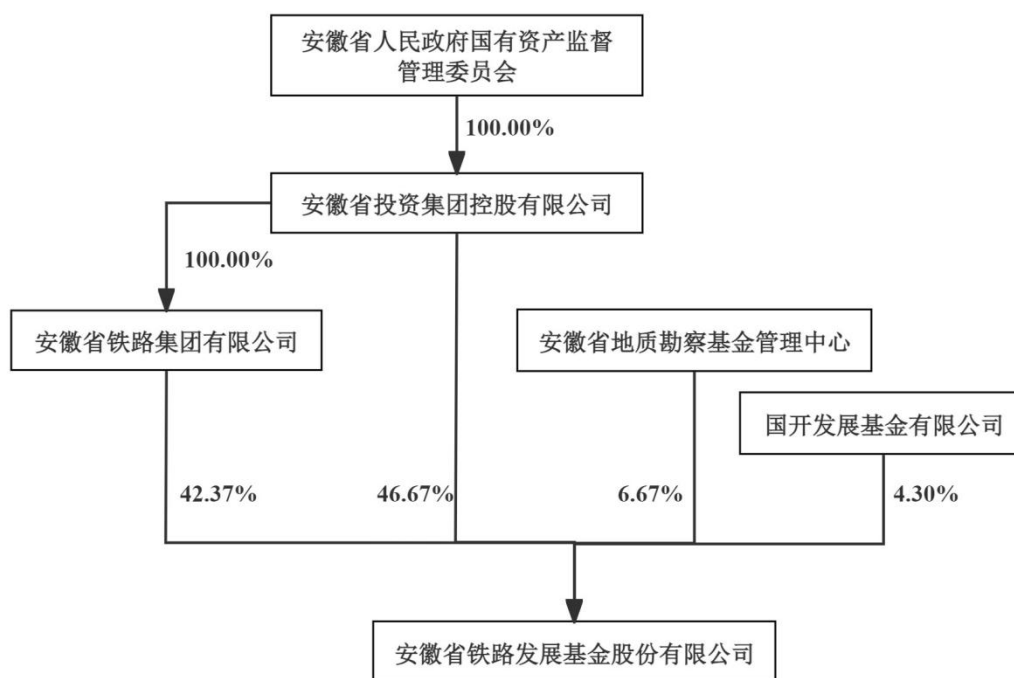 安徽省人民政府国有资产监督
管理委员会
100.00%
安徽省投资集团控股有限公司
100.00%
安徽省铁路集团有限公司
安徽省地质勘察基金管理中心
国开发展基金有限公司
42.37%
46.67%
6.67%
4.30%
安徽省铁路发展基金股份有限公司